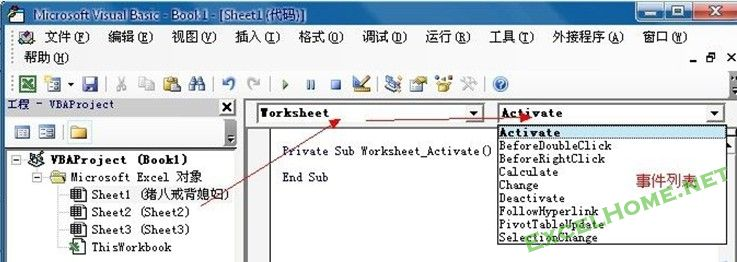 Microsoft Visual Basic - Book1 - [Sheet1 (代码)]
文件(F) 编辑(E) 视图(V) 插入(I) 格式(O) 调试(D) 运行(R) 工具(T) 外接程序(A) 窗口(W)
帮助(H)
工程 - VBAProject
Worksheet
Activate
VBAProject (Book1)
Microsoft Excel 对象
Sheet1 (猪八戒背媳妇)
Sheet2 (Sheet2)
Sheet3 (Sheet3)
ThisWorkbook
Private Sub Worksheet_Activate()
End Sub
Activate
BeforeDoubleClick
BeforeRightClick
Calculate
Change
Deactivate
FollowHyperlink
PivotTableUpdate
SelectionChange
事件列表
EXCELHOME.NET